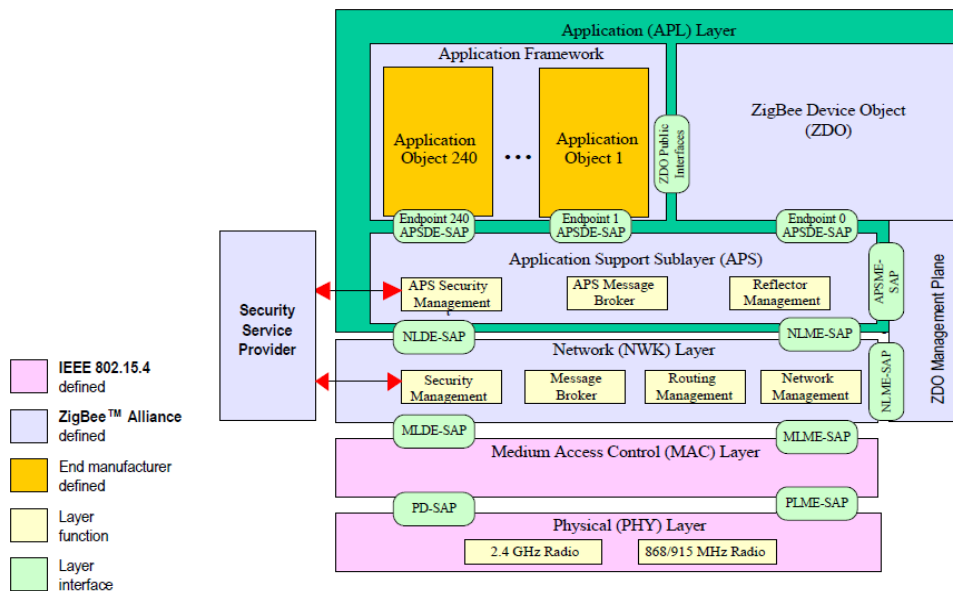 Application (APL) Layer
Application Framework
Application
Object 240
...
Application
Object 1
ZDO Public
Interfaces
ZigBee Device Object
(ZDO)
Endpoint 240
APSDE-SAP
Endpoint 1
APSDE-SAP
Endpoint 0
APSDE-SAP
Application Support Sublayer (APS)
APS Security
Management
APS Message
Broker
Reflector
Management
APSME-
SAP
Security
Service
Provider
NLDE-SAP
NLME-SAP
Network (NWK) Layer
Security
Management
Message
Broker
Routing
Management
Network
Management
NLME-SAP
ZDO Management Plane
MLDE-SAP
MLME-SAP
Medium Access Control (MAC) Layer
PD-SAP
PLME-SAP
Physical (PHY) Layer
2.4 GHz Radio
868/915 MHz Radio
IEEE 802.15.4
defined
ZigBee™ Alliance
defined
End manufacturer
defined
Layer
function
Layer
interface